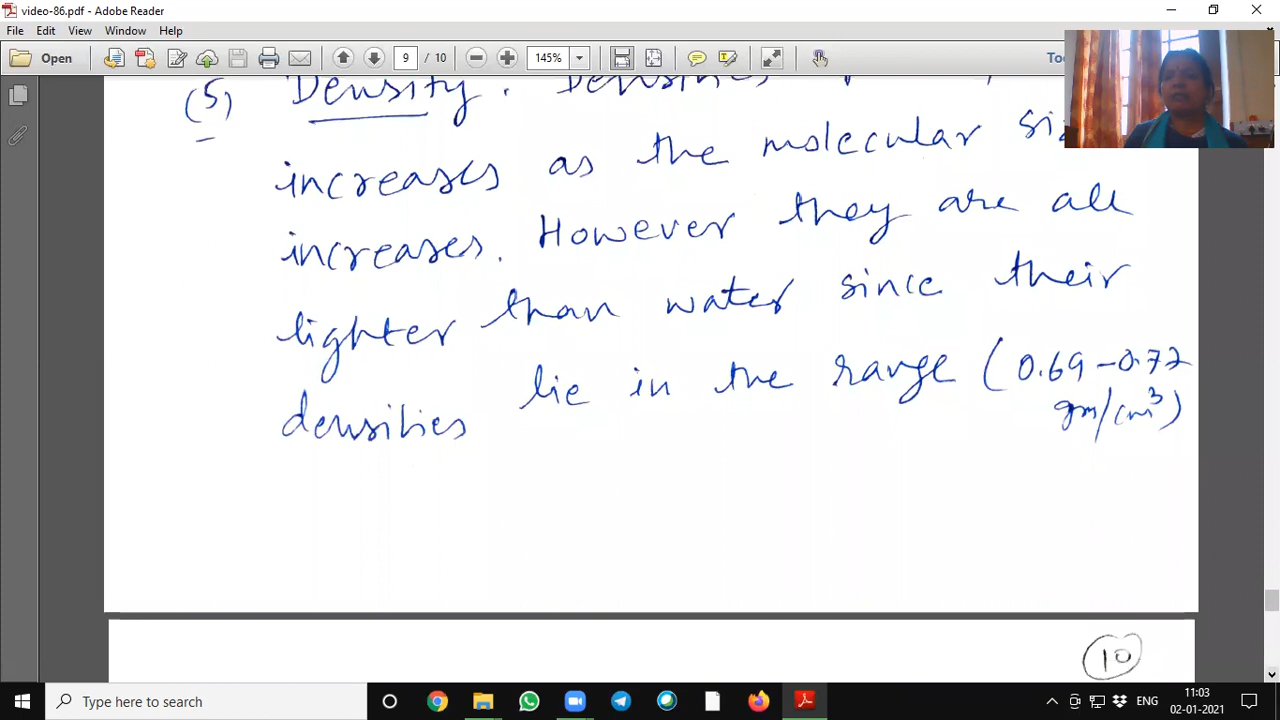 video-86.pdf - Adobe Reader
File Edit View Window Help
Open 9 / 10 145%
(5) Density. Densities
increases as the molecular
increases. However they are all
lighter than water since their
densities lie in the range (0.69-0.77
gm/cm³)
10
Type here to search
ENG 11:03
02-01-2021